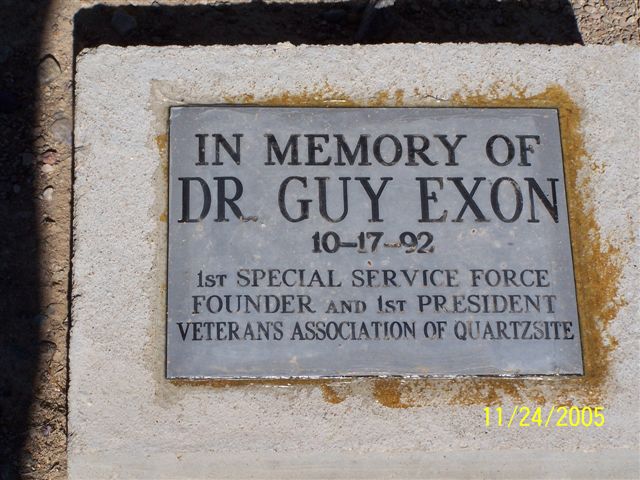 IN MEMORY OF
DR. GUY EXON
10-17-92
1ST SPECIAL SERVICE FORCE
FOUNDER AND 1ST PRESIDENT
VETERAN'S ASSOCIATION OF QUARTZSITE
11/24/2005